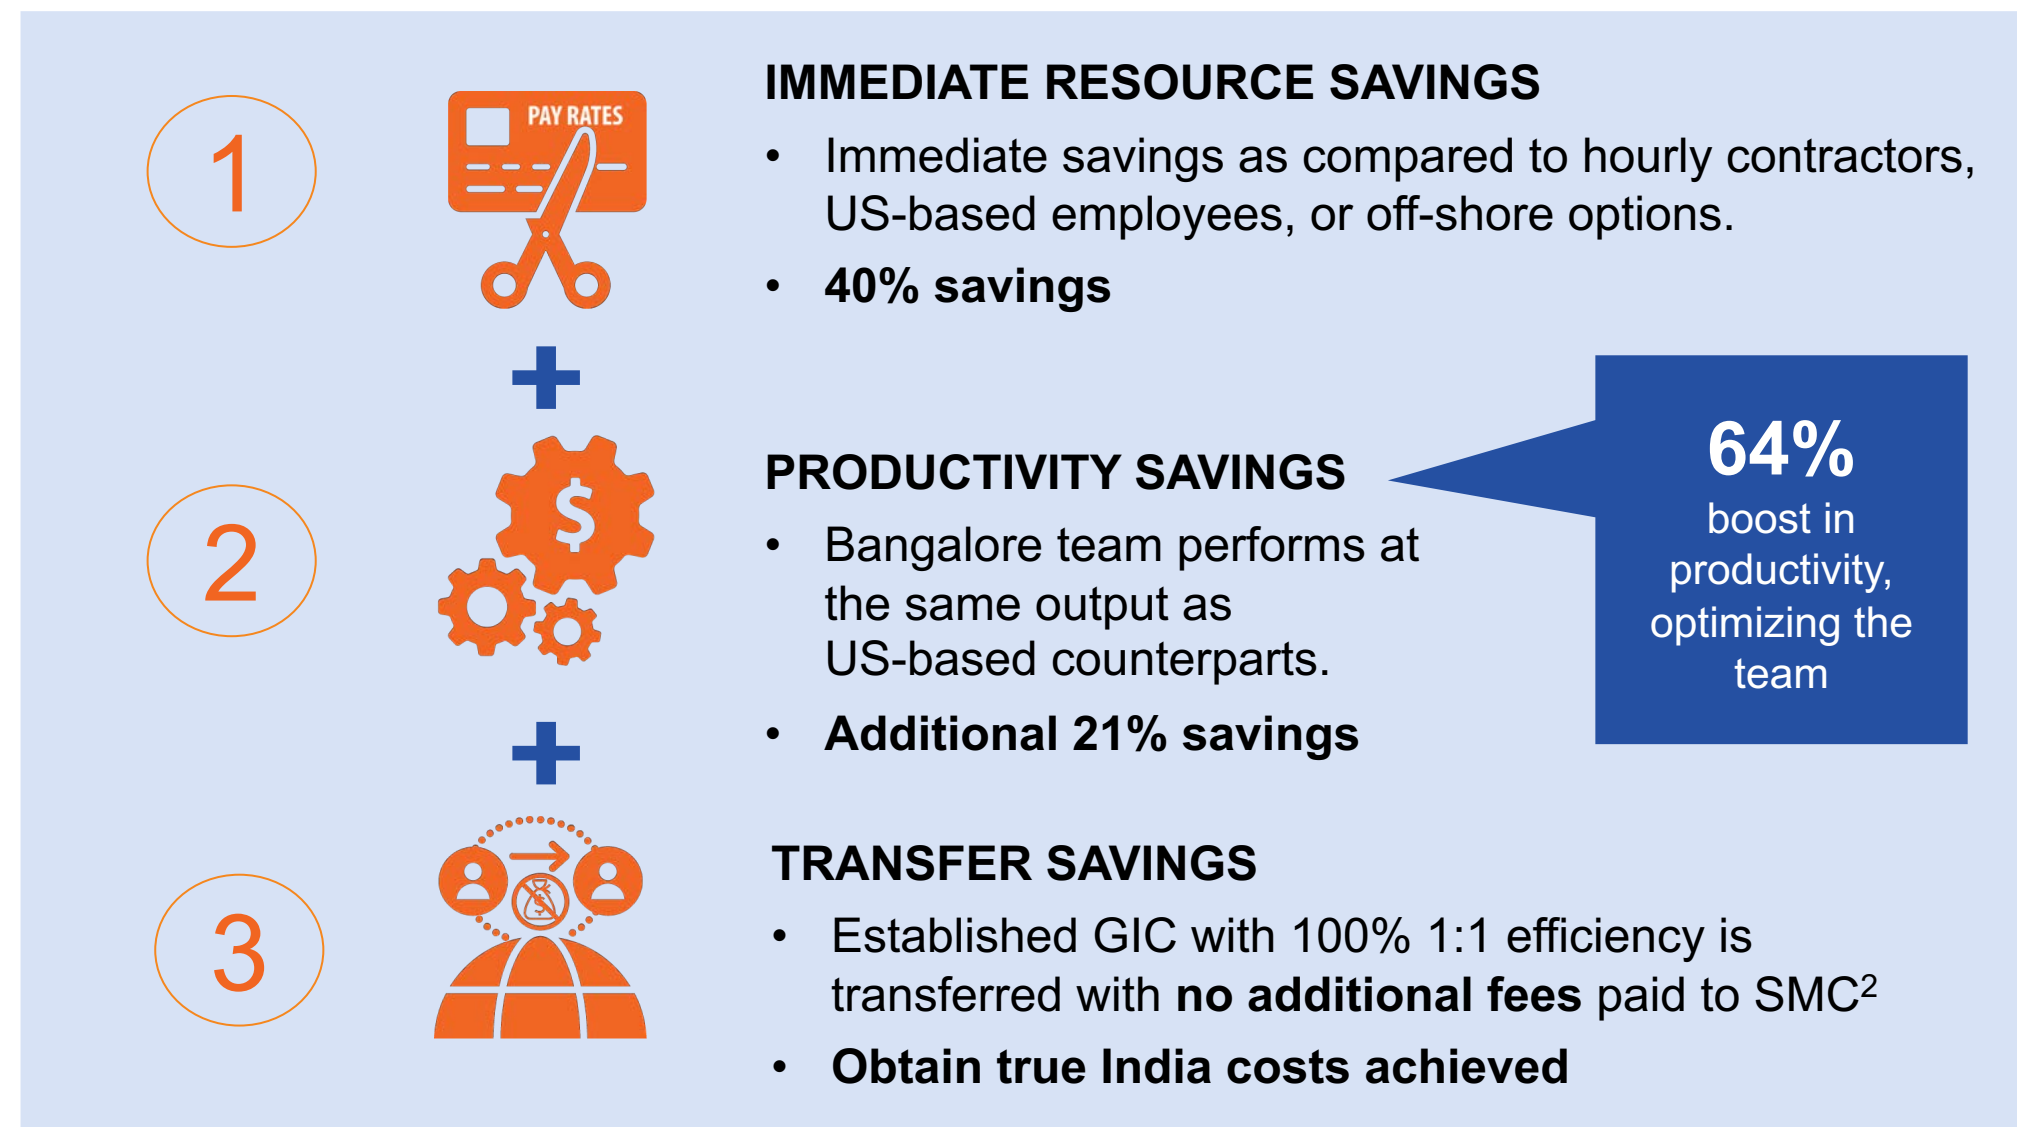 1
PAY RATES
IMMEDIATE RESOURCE SAVINGS
• Immediate savings as compared to hourly contractors,
US-based employees, or off-shore options.
• 40% savings
+
2
$
PRODUCTIVITY SAVINGS
• Bangalore team performs at
the same output as
US-based counterparts.
• Additional 21% savings
64%
boost in
productivity,
optimizing the
team
+
3
$
TRANSFER SAVINGS
• Established GIC with 100% 1:1 efficiency is
transferred with no additional fees paid to SMC²
• Obtain true India costs achieved